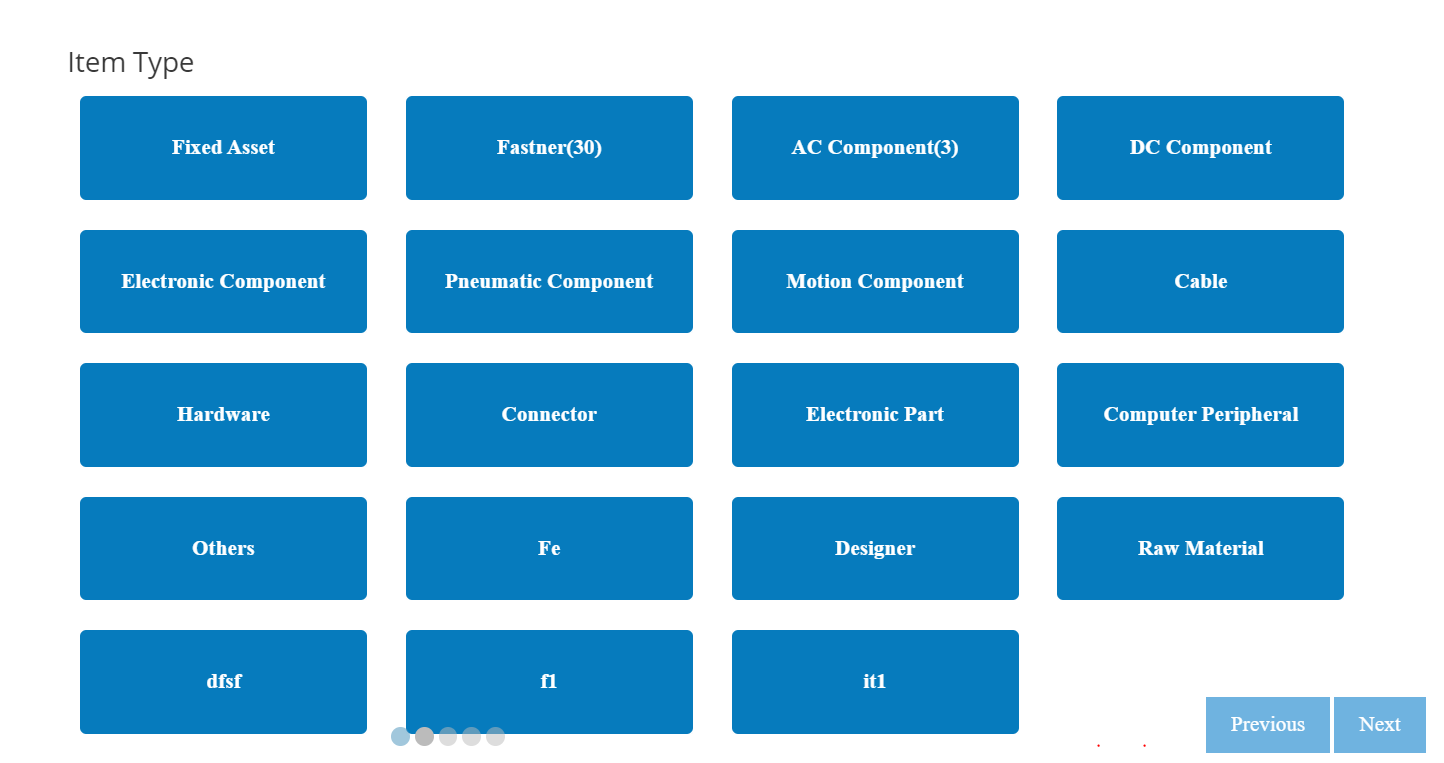 Item Type
Fixed Asset
Fastner(30)
AC Component(3)
DC Component
Electronic Component
Pneumatic Component
Motion Component
Cable
Hardware
Connector
Electronic Part
Computer Peripheral
Others
Fe
Designer
Raw Material
dfsf
f1
it1
Previous
Next